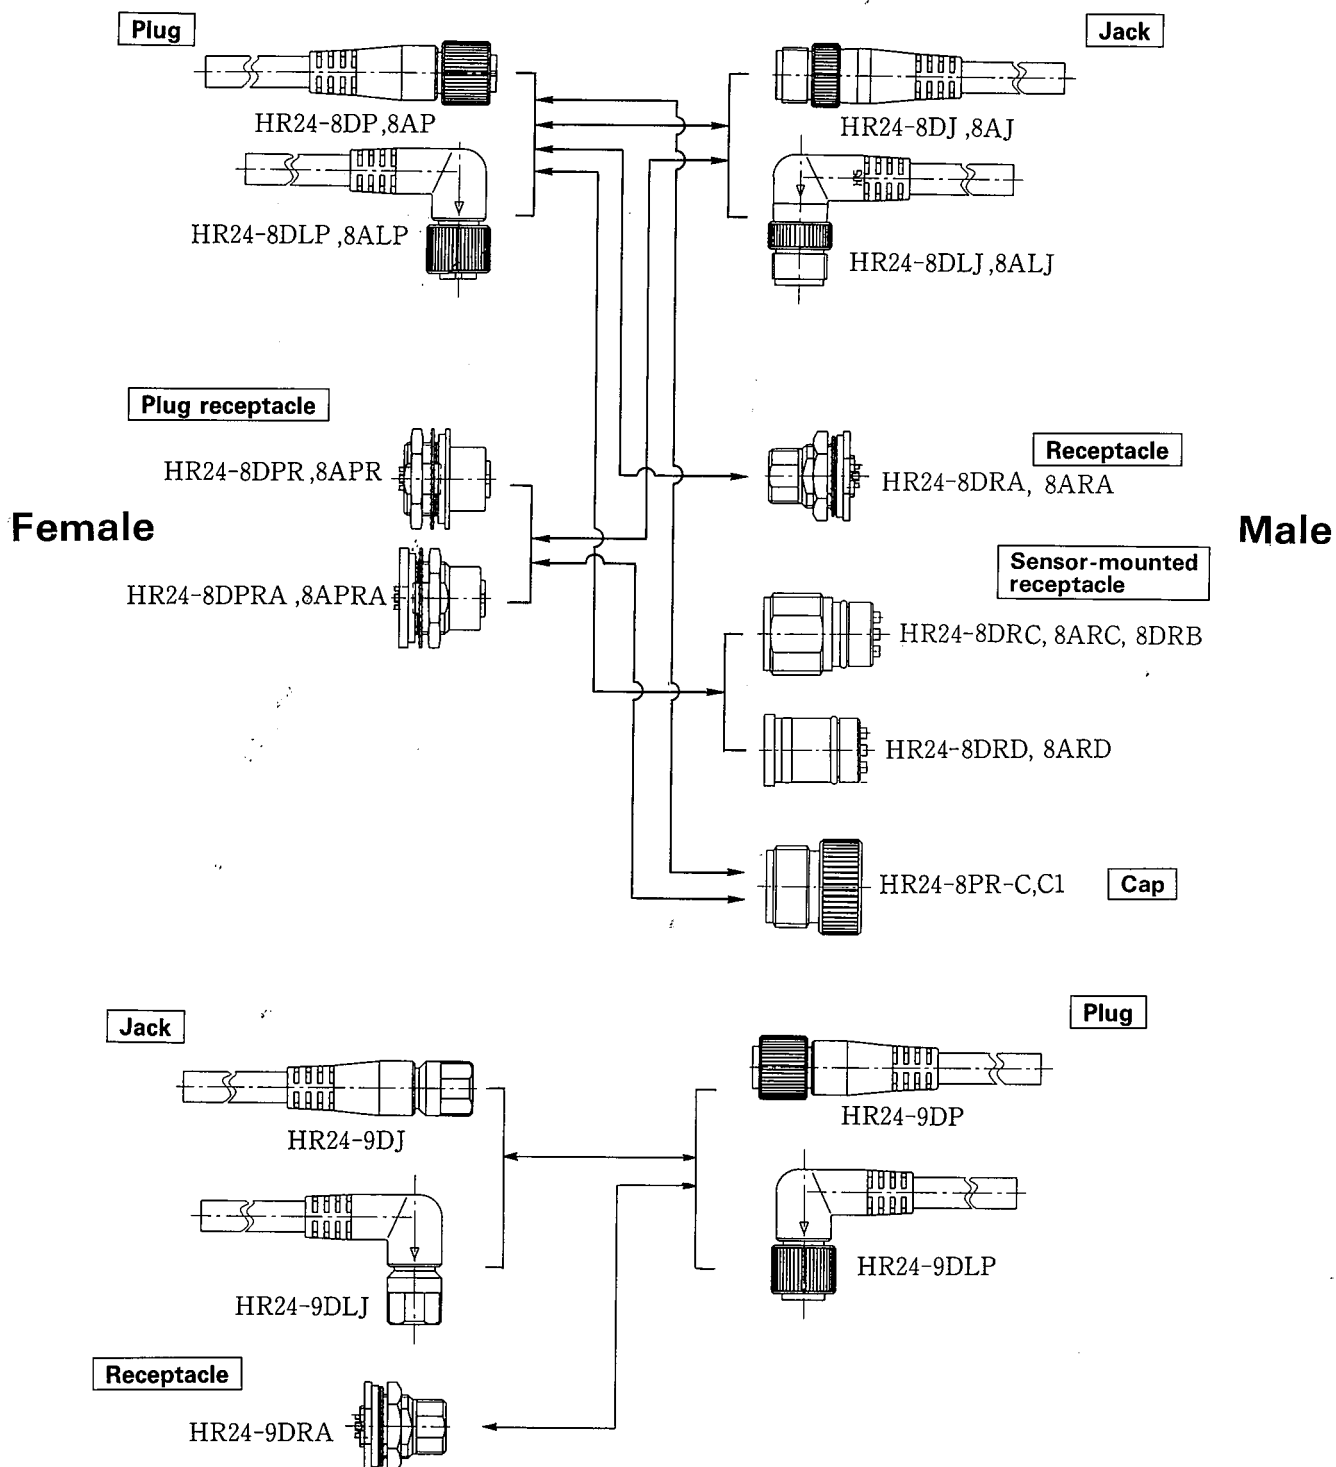 Plug
Jack
HR24-8DP,8AP
HR24-8DJ,8AJ
HR24-8DLP,8ALP
HR24-8DLJ,8ALJ
Plug receptacle
HR24-8DPR,8APR
Receptacle
HR24-8DRA, 8ARA
Female
Male
Sensor-mounted
receptacle
HR24-8DPRA,8APRA
HR24-8DRC, 8ARC, 8DRB
HR24-8DRD, 8ARD
HR24-8PR-C,C1
Cap
Jack
Plug
HR24-9DJ
HR24-9DP
HR24-9DLJ
HR24-9DLP
Receptacle
HR24-9DRA